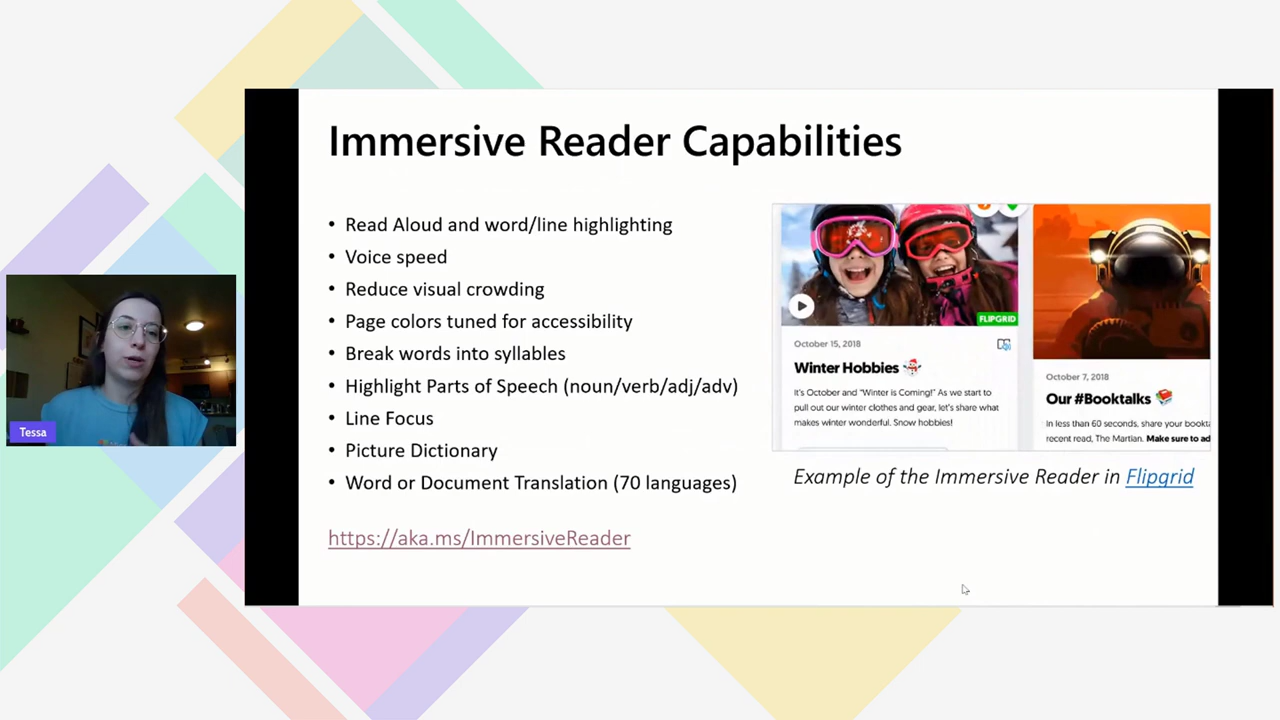 Immersive Reader Capabilities
• Read Aloud and word/line highlighting
• Voice speed
• Reduce visual crowding
• Page colors tuned for accessibility
• Break words into syllables
• Highlight Parts of Speech (noun/verb/adj/adv)
• Line Focus
• Picture Dictionary
• Word or Document Translation (70 languages)
https://aka.ms/ImmersiveReader
FLIPGRID
October 15, 2018
Winter Hobbies
It's October and "Winter is Coming!" As we start to
pull out our winter clothes and gear, let's share what
makes winter wonderful. Snow hobbies!
October 7, 2018
Our #Booktalks
In less than 60 seconds, share your bookta
recent read, The Martian. Make sure to ad
Example of the Immersive Reader in Flipgrid
Tessa